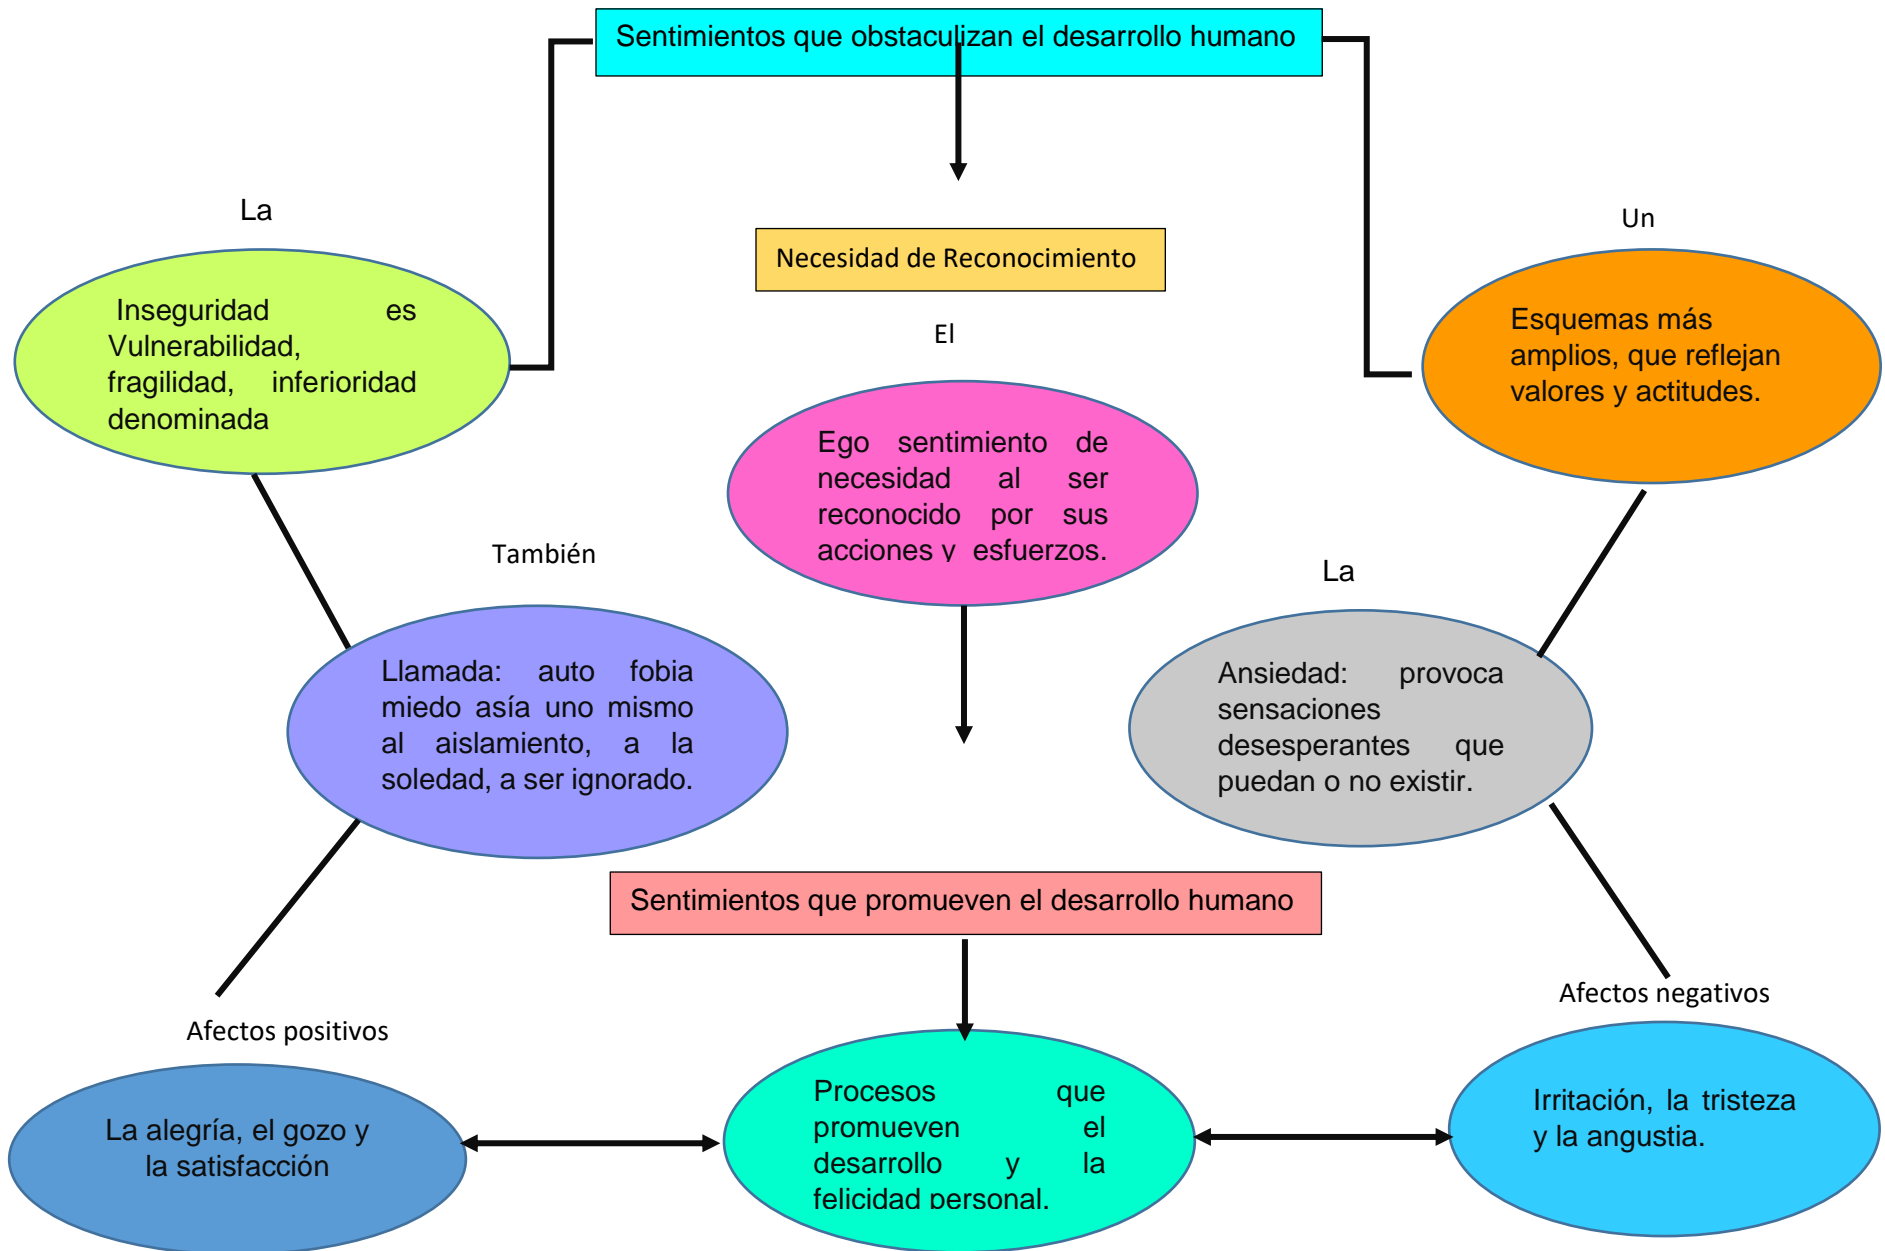 Sentimientos que obstaculizan el desarrollo humano
La
Un
Necesidad de Reconocimiento
Inseguridad es
Vulnerabilidad,
fragilidad, inferioridad
denominada
El
Esquemas más
amplios, que reflejan
valores y actitudes.
Ego sentimiento de
necesidad al ser
reconocido por sus
acciones y esfuerzos.
También
La
Llamada: auto fobia
miedo asía uno mismo
al aislamiento, a la
soledad, a ser ignorado.
Ansiedad: provoca
sensaciones
desesperantes que
puedan o no existir.
Sentimientos que promueven el desarrollo humano
Afectos positivos
Afectos negativos
La alegría, el gozo y
la satisfacción
Procesos que
promueven el
desarrollo y la
felicidad personal.
Irritación, la tristeza
y la angustia.